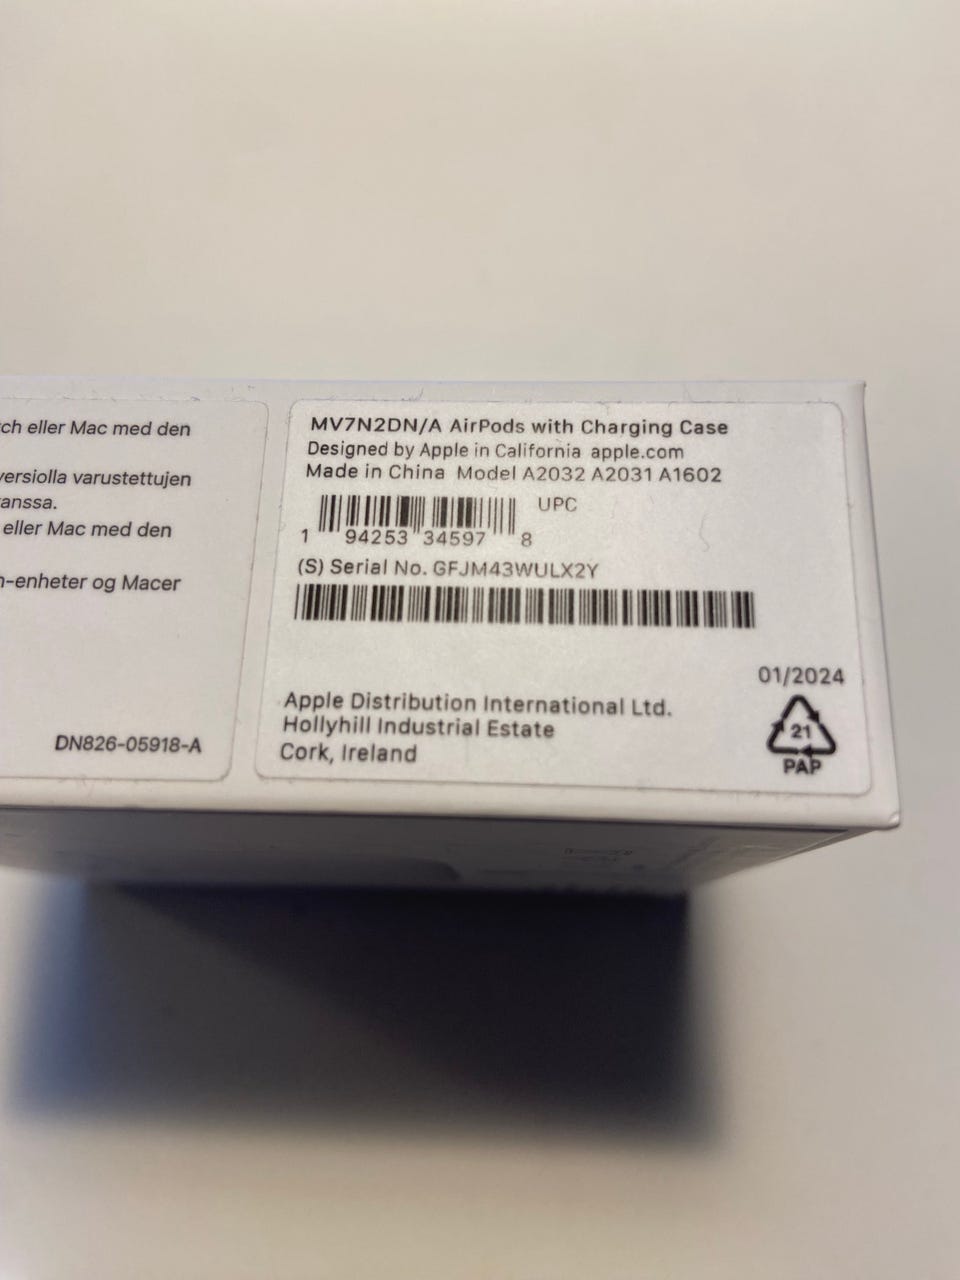 ch eller Mac med den
versiolla varustettujen
anssa.
eller Mac med den
-enheter og Macer
DN826-05918-A
MV7N2DN/A AirPods with Charging Case
Designed by Apple in California apple.com
Made in China Model A2032 A2031 A1602
UPC
1 94253 34597 8
(S) Serial No. GFJM43WULX2Y
01/2024
Apple Distribution International Ltd.
Hollyhill Industrial Estate
Cork, Ireland
21
PAP